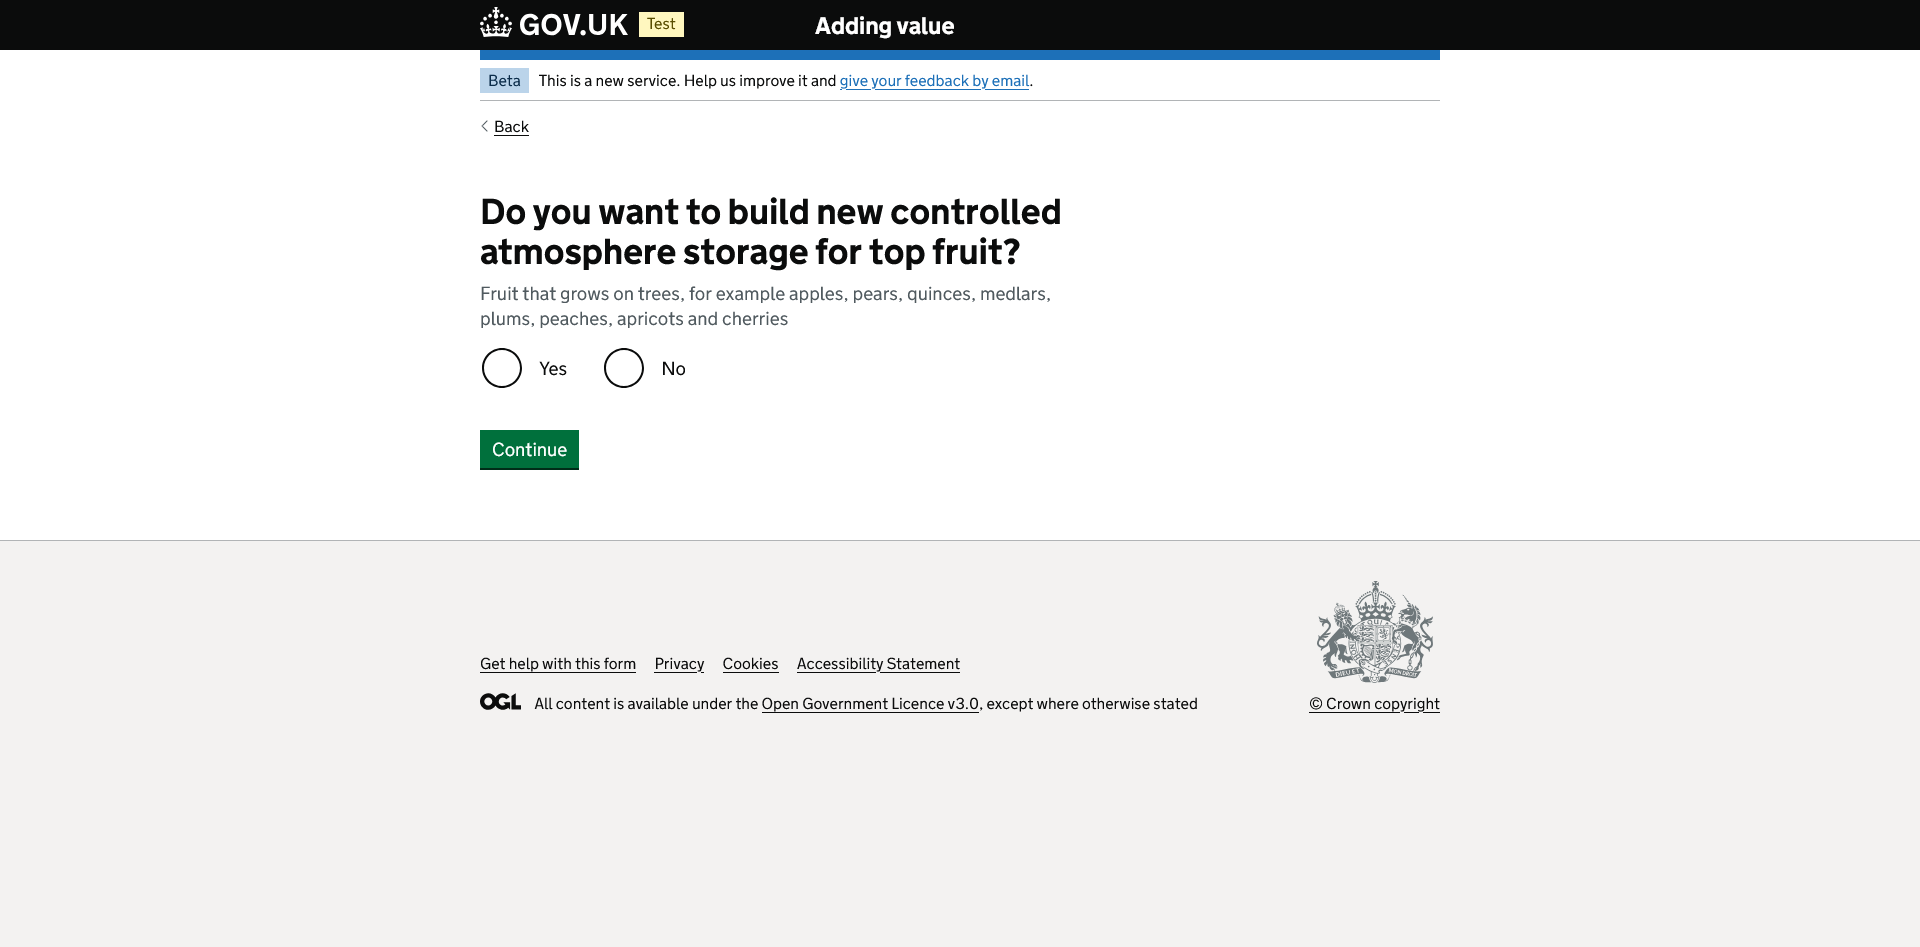 GOV.UK Test Adding value
Beta This is a new service. Help us improve it and give your feedback by email.
Back
Do you want to build new controlled
atmosphere storage for top fruit?
Fruit that grows on trees, for example apples, pears, quinces, medlars,
plums, peaches, apricots and cherries
Yes No
Continue
Get help with this form Privacy Cookies Accessibility Statement
OGL All content is available under the Open Government Licence v3.0, except where otherwise stated
© Crown copyright